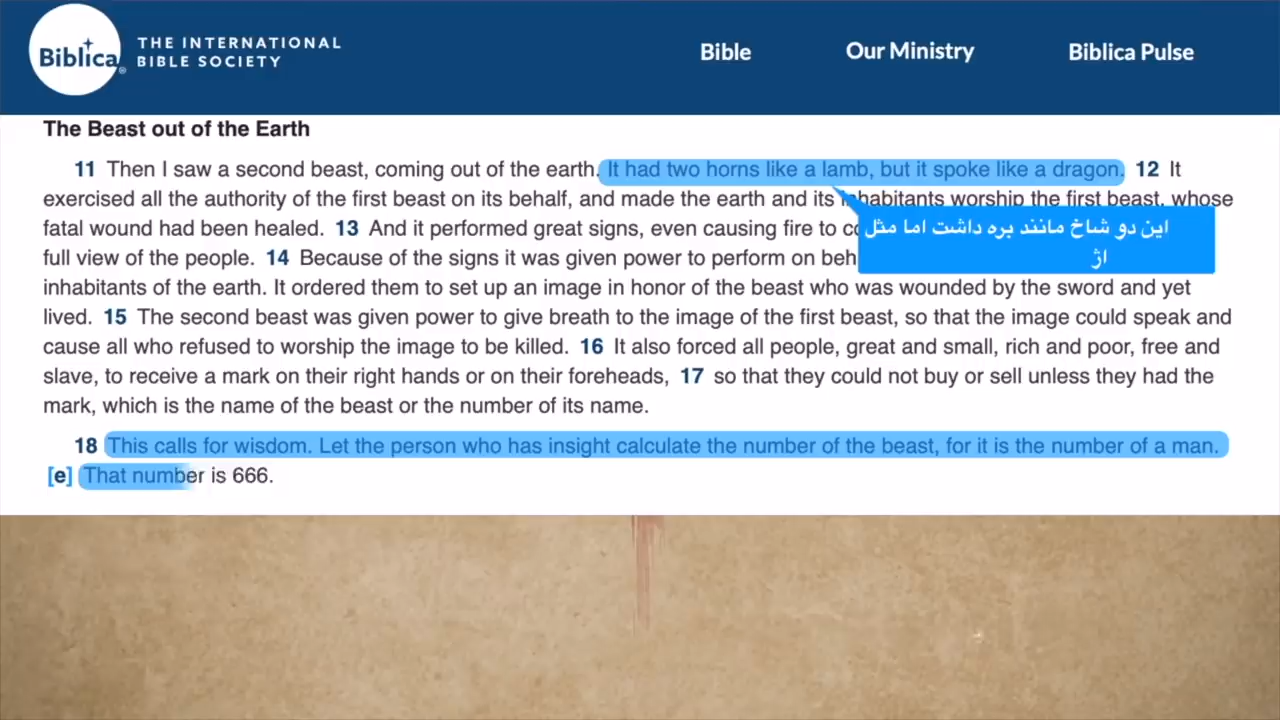 Biblica®
THE INTERNATIONAL
BIBLE SOCIETY
Bible
Our Ministry
Biblica Pulse
The Beast out of the Earth
11 Then I saw a second beast, coming out of the earth. It had two horns like a lamb, but it spoke like a dragon. 12 It
exercised all the authority of the first beast on its behalf, and made the earth and its inhabitants worship the first beast, whose
fatal wound had been healed. 13 And it performed great signs, even causing fire to
این دو شاخ مانند بره داشت اما مثل
full view of the people. 14 Because of the signs it was given power to perform on
اژ
inhabitants of the earth. It ordered them to set up an image in honor of the beast who was wounded by the sword and yet
lived. 15 The second beast was given power to give breath to the image of the first beast, so that the image could speak and
cause all who refused to worship the image to be killed. 16 It also forced all people, great and small, rich and poor, free and
slave, to receive a mark on their right hands or on their foreheads, 17 so that they could not buy or sell unless they had the
mark, which is the name of the beast or the number of its name.
18 This calls for wisdom. Let the person who has insight calculate the number of the beast, for it is the number of a man.
[e] That number is 666.